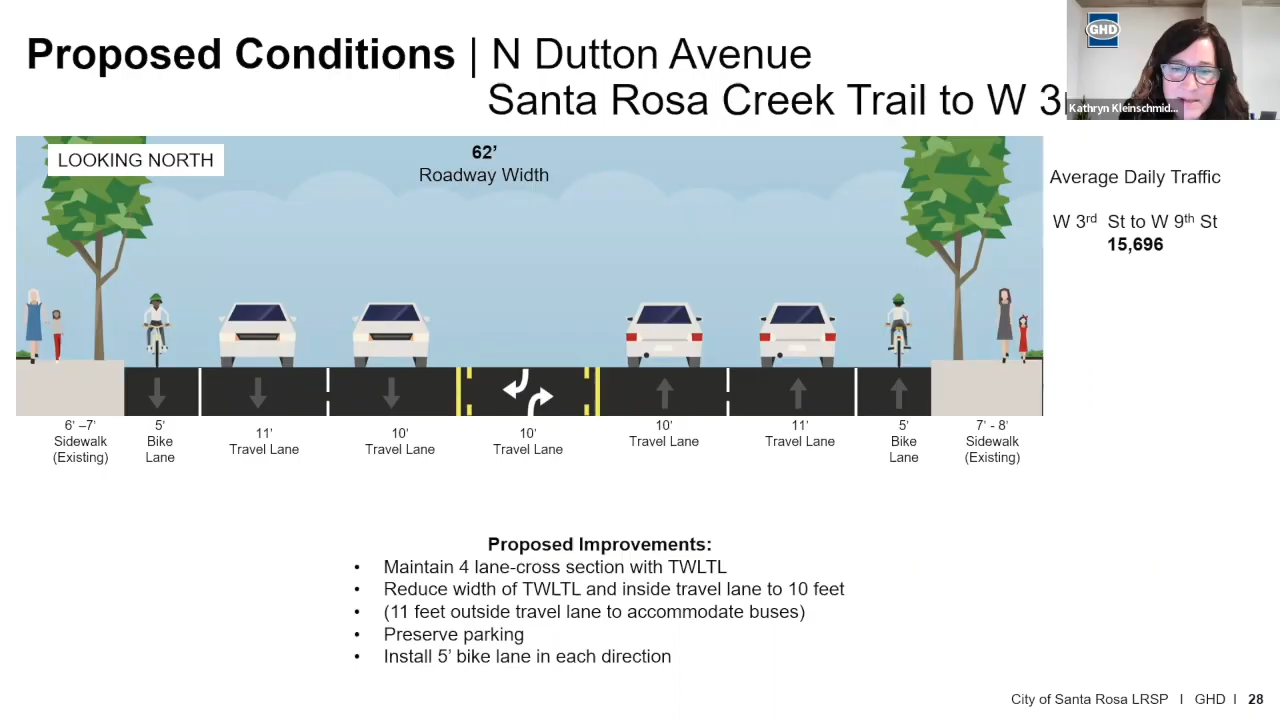 Proposed Conditions | N Dutton Avenue
Santa Rosa Creek Trail to W 3
GHD
Kathryn Kleinschmid...
LOOKING NORTH
62’
Roadway Width
Average Daily Traffic
W 3rd St to W 9th St
15,696
6’ –7’
Sidewalk
(Existing)
5’
Bike
Lane
11’
Travel Lane
10’
Travel Lane
10’
Travel Lane
10’
Travel Lane
11’
Travel Lane
5’
Bike
Lane
7’ - 8’
Sidewalk
(Existing)
Proposed Improvements:
• Maintain 4 lane-cross section with TWLTL
• Reduce width of TWLTL and inside travel lane to 10 feet
• (11 feet outside travel lane to accommodate buses)
• Preserve parking
• Install 5’ bike lane in each direction
City of Santa Rosa LRSP I GHD I 28